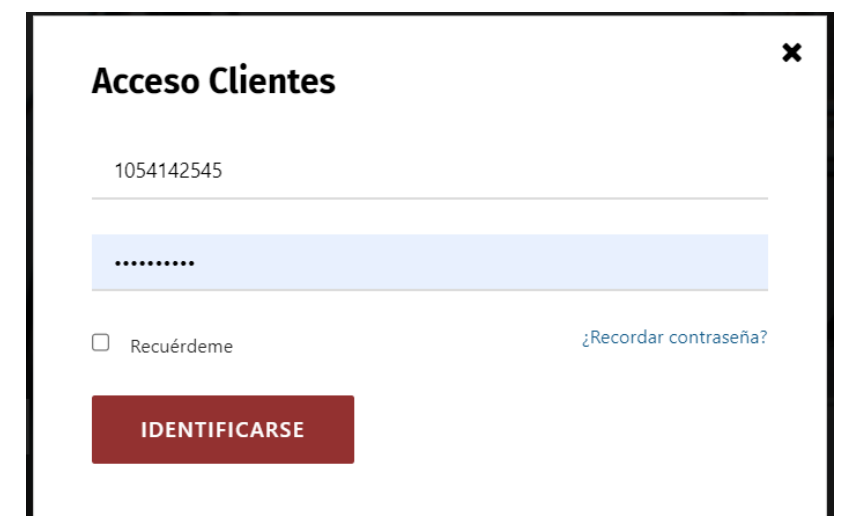 Acceso Clientes
1054142545
••••••••••
Recuérdeme
¿Recordar contraseña?
IDENTIFICARSE